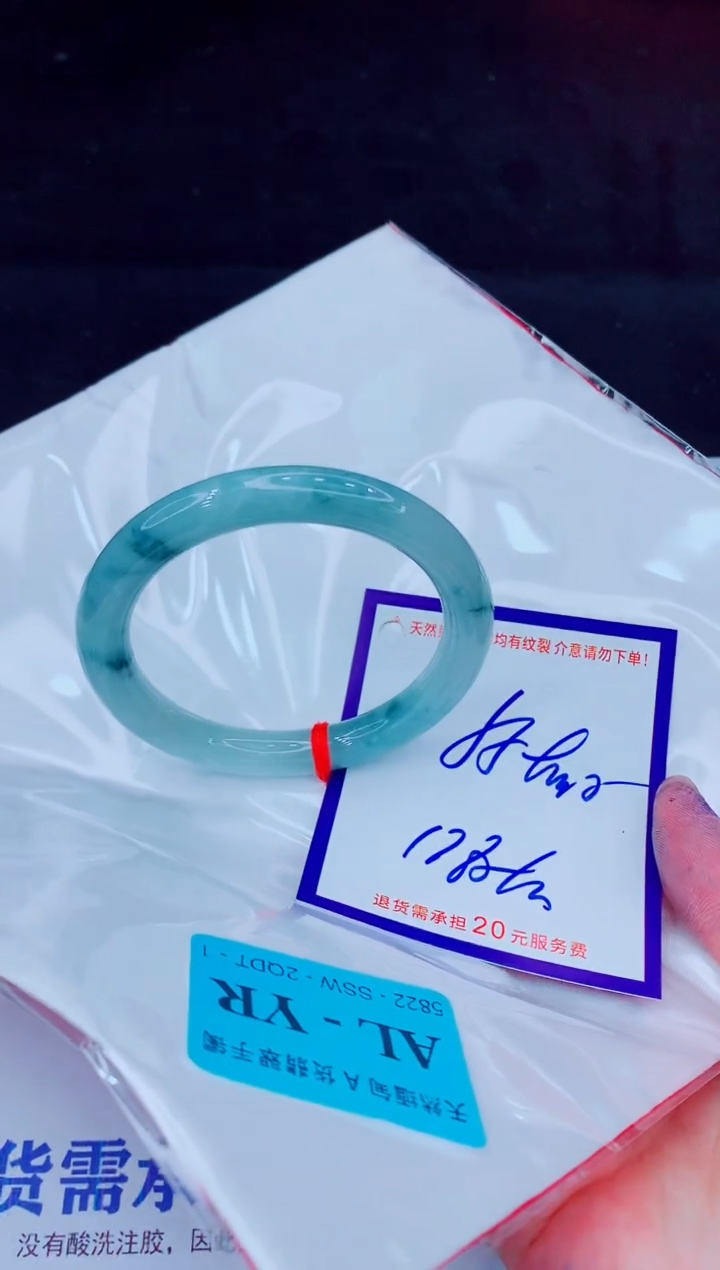 天然 均有纹裂 介意请勿下单!
退货需承担20元服务费
天然缅甸A货翡翠手镯
AL - YR
5822 - SSW - 2QDT - 1
货需承
没有酸洗注胶，因此